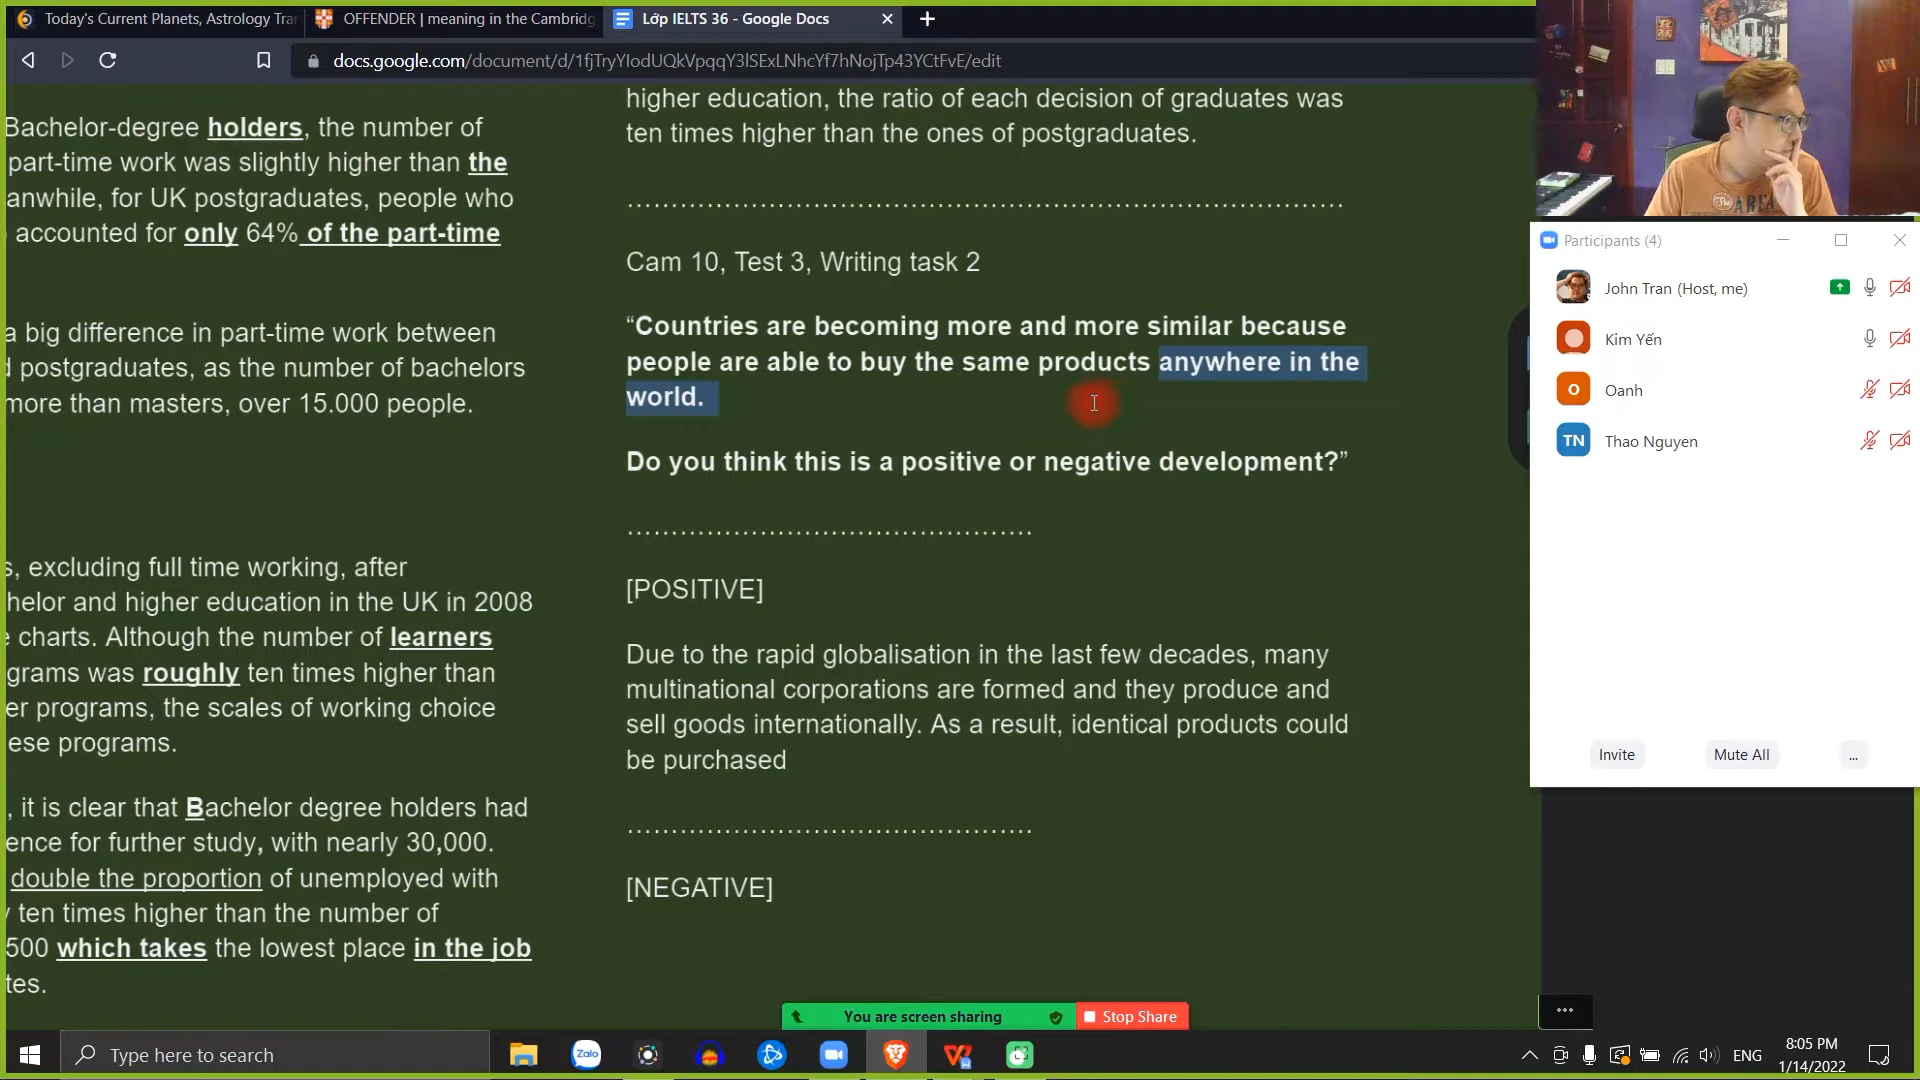 Today's Current Planets, Astrology Tra
OFFENDER | meaning in the Cambridg
Lớp IELTS 36 - Google Docs
docs.google.com/document/d/1fjTryYIodUQkVpqqY3lSExLNhcYf7hNojTp43YCtFvE/edit
Bachelor-degree holders, the number of
part-time work was slightly higher than the
anwhile, for UK postgraduates, people who
accounted for only 64% of the part-time
a big difference in part-time work between
d postgraduates, as the number of bachelors
more than masters, over 15.000 people.
s, excluding full time working, after
helor and higher education in the UK in 2008
e charts. Although the number of learners
grams was roughly ten times higher than
er programs, the scales of working choice
ese programs.
, it is clear that Bachelor degree holders had
ence for further study, with nearly 30,000.
double the proportion of unemployed with
y ten times higher than the number of
500 which takes the lowest place in the job
tes.
higher education, the ratio of each decision of graduates was
ten times higher than the ones of postgraduates.
……………………………………………………………………
Cam 10, Test 3, Writing task 2
“Countries are becoming more and more similar because
people are able to buy the same products anywhere in the
world.
Do you think this is a positive or negative development?”
………………………………………
[POSITIVE]
Due to the rapid globalisation in the last few decades, many
multinational corporations are formed and they produce and
sell goods internationally. As a result, identical products could
be purchased
………………………………………
[NEGATIVE]
The
AREA
Participants (4)
John Tran (Host, me)
Kim Yến
O
Oanh
TN
Thao Nguyen
Invite
Mute All
...
You are screen sharing
Stop Share
Type here to search
Zalo
ENG
8:05 PM
1/14/2022